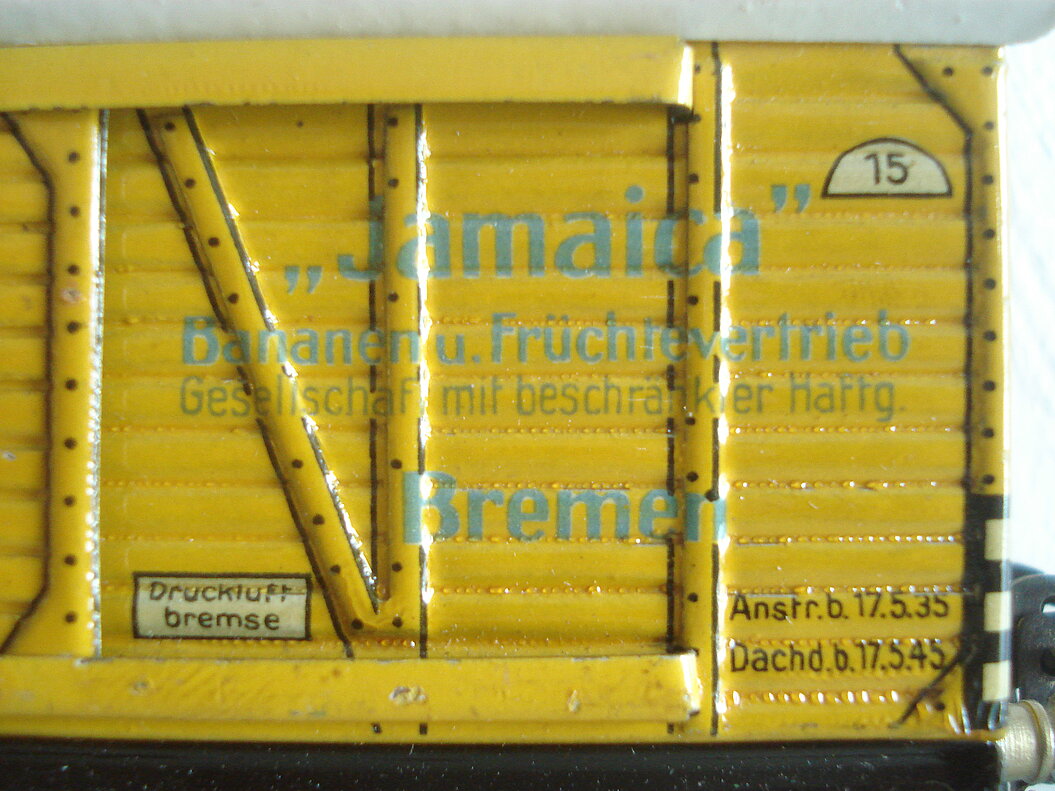 15
„Jamaica”
Bananen u. Früchtevertrieb
Gesellschaft mit beschränkter Haftg.
Bremen
Druckluft
bremse
Anstr.b. 17.5.35
Dachd.b.17.5.45